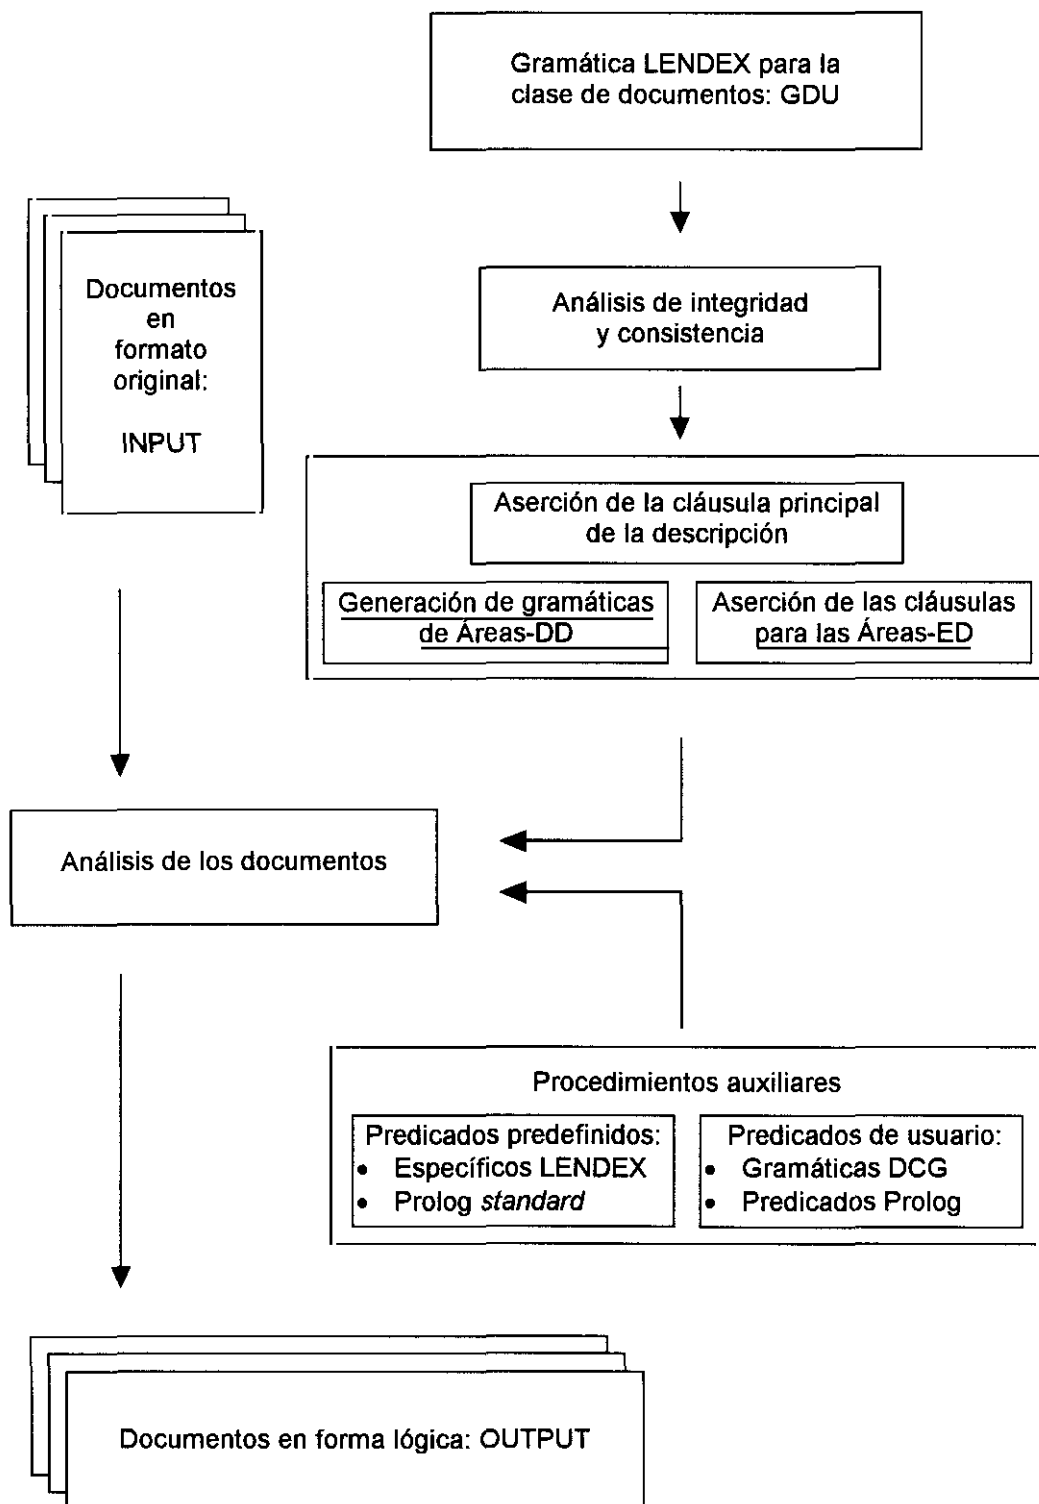 Gramática LENDEX para la
clase de documentos: GDU
Documentos
en
formato
original:
INPUT
Análisis de integridad
y consistencia
Aserción de la cláusula principal
de la descripción
Generación de gramáticas
de Áreas-DD
Aserción de las cláusulas
para las Áreas-ED
Análisis de los documentos
Procedimientos auxiliares
Predicados predefinidos:
• Específicos LENDEX
• Prolog standard
Predicados de usuario:
• Gramáticas DCG
• Predicados Prolog
Documentos en forma lógica: OUTPUT